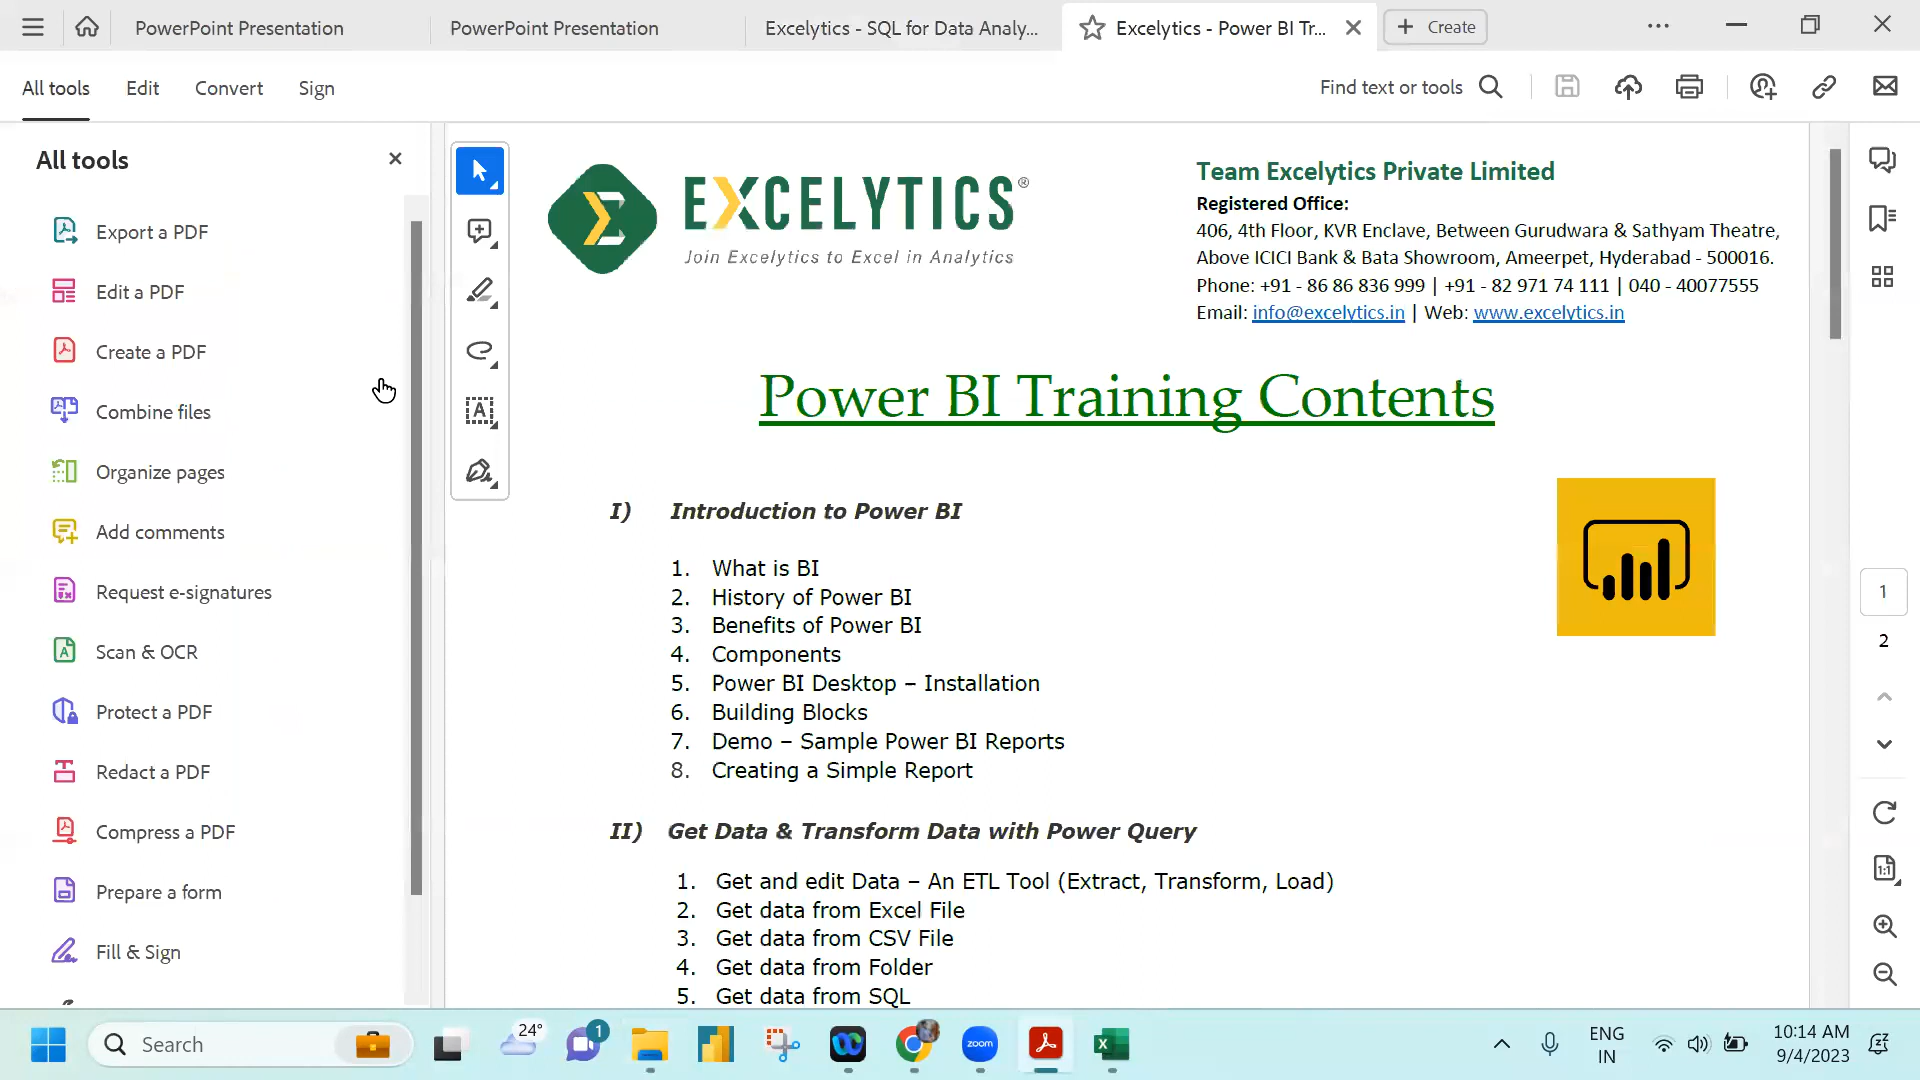 PowerPoint Presentation
PowerPoint Presentation
Excelytics - SQL for Data Analy...
Excelytics - Power BI Tr...
Create
All tools
Edit
Convert
Sign
Find text or tools
All tools
Export a PDF
Edit a PDF
Create a PDF
Combine files
Organize pages
Add comments
Request e-signatures
Scan & OCR
Protect a PDF
Redact a PDF
Compress a PDF
Prepare a form
Fill & Sign
EXCELYTICS®
Join Excelytics to Excel in Analytics
Team Excelytics Private Limited
Registered Office:
406, 4th Floor, KVR Enclave, Between Gurudwara & Sathyam Theatre,
Above ICICI Bank & Bata Showroom, Ameerpet, Hyderabad - 500016.
Phone: +91 - 86 86 836 999 | +91 - 82 971 74 111 | 040 - 40077555
Email: info@excelytics.in | Web: www.excelytics.in
Power BI Training Contents
I) Introduction to Power BI
1. What is BI
2. History of Power BI
3. Benefits of Power BI
4. Components
5. Power BI Desktop – Installation
6. Building Blocks
7. Demo – Sample Power BI Reports
8. Creating a Simple Report
II) Get Data & Transform Data with Power Query
1. Get and edit Data – An ETL Tool (Extract, Transform, Load)
2. Get data from Excel File
3. Get data from CSV File
4. Get data from Folder
5. Get data from SQL
1
2
1:1
Search
24°
1
zoom
ENG
IN
10:14 AM
9/4/2023